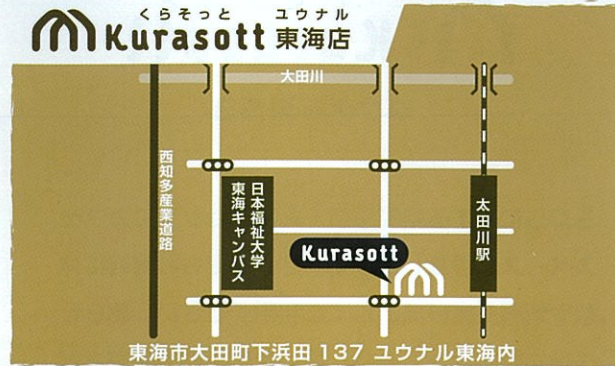 くらそっと ユウナル
Kurasott 東海店
大田川
西知多産業道路
日本福祉大学
東海キャンパス
太田川駅
Kurasott
東海市大田町下浜田 137 ユウナル東海内